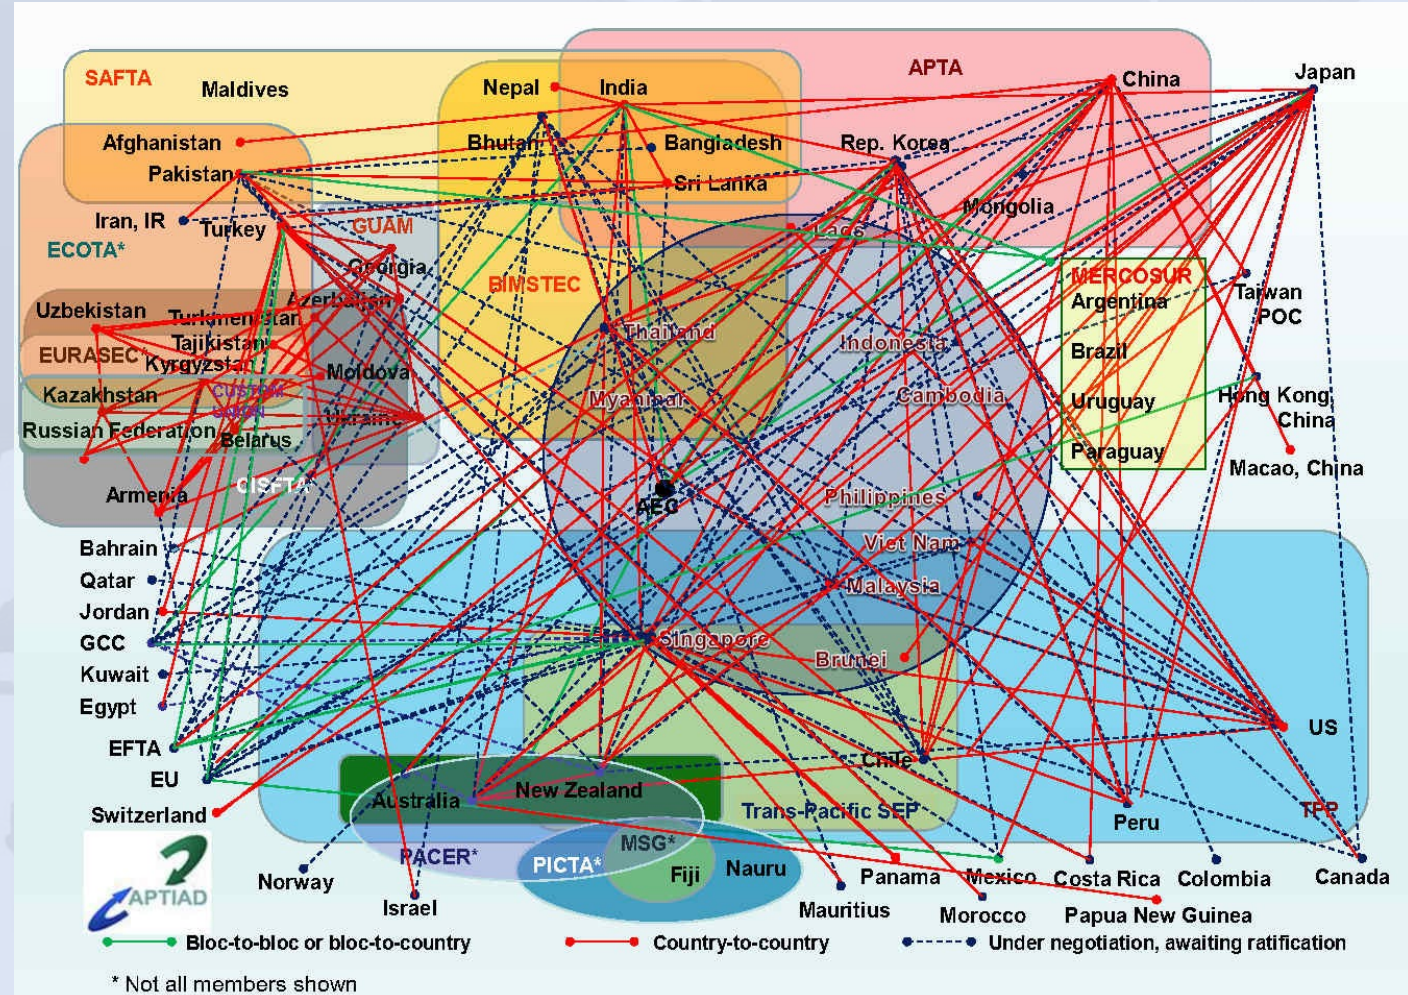 SAFTA
Maldives
Nepal
India
APTA
China
Japan
Afghanistan
Bhutan
Bangladesh
Rep. Korea
Pakistan
Sri Lanka
Mongolia
Iran, IR
Turkey
GUAM
Laos
ECOTA*
Georgia
MERCOSUR
BIMSTEC
Azerbaijan
Argentina
Taiwan
POC
Uzbekistan
Turkmenistan
Thailand
Indonesia
Tajikistan
EURASEC
Kyrgyzstan
Brazil
Moldova
Kazakhstan
CUSTOM
UNION
Myanmar
Cambodia
Uruguay
Hong Kong,
China
Ukraine
Russian Federation
Belarus
Paraguay
Macao, China
Armenia
CISFTA
AEC
Philippines
Viet Nam
Bahrain
Qatar
Malaysia
Jordan
GCC
Singapore
Brunei
Kuwait
Egypt
US
EFTA
Chile
EU
New Zealand
Australia
Switzerland
Trans-Pacific SEP
TPP
Peru
MSG*
PACER*
PICTA*
Fiji
Nauru
Norway
Panama
Mexico
Costa Rica
Colombia
Canada
APTIAD
Israel
Mauritius
Morocco
Papua New Guinea
Bloc-to-bloc or bloc-to-country
Country-to-country
Under negotiation, awaiting ratification
* Not all members shown